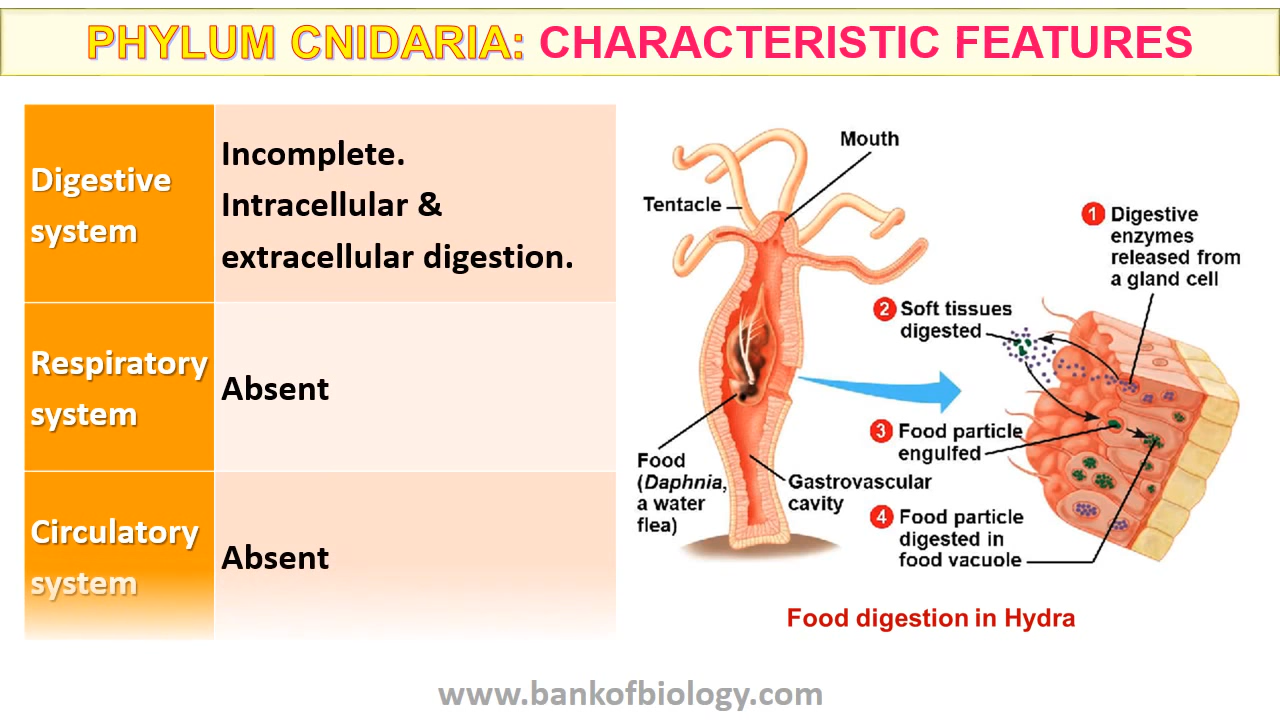 PHYLUM CNIDARIA: CHARACTERISTIC FEATURES
Digestive
system
Incomplete.
Intracellular &
extracellular digestion.
Respiratory
system
Absent
Circulatory
system
Absent
Mouth
Tentacle
Food
(Daphnia,
a water
flea)
Gastrovascular
cavity
1 Digestive
enzymes
released from
a gland cell
2 Soft tissues
digested
3 Food particle
engulfed
4 Food particle
digested in
food vacuole
Food digestion in Hydra
www.bankofbiology.com